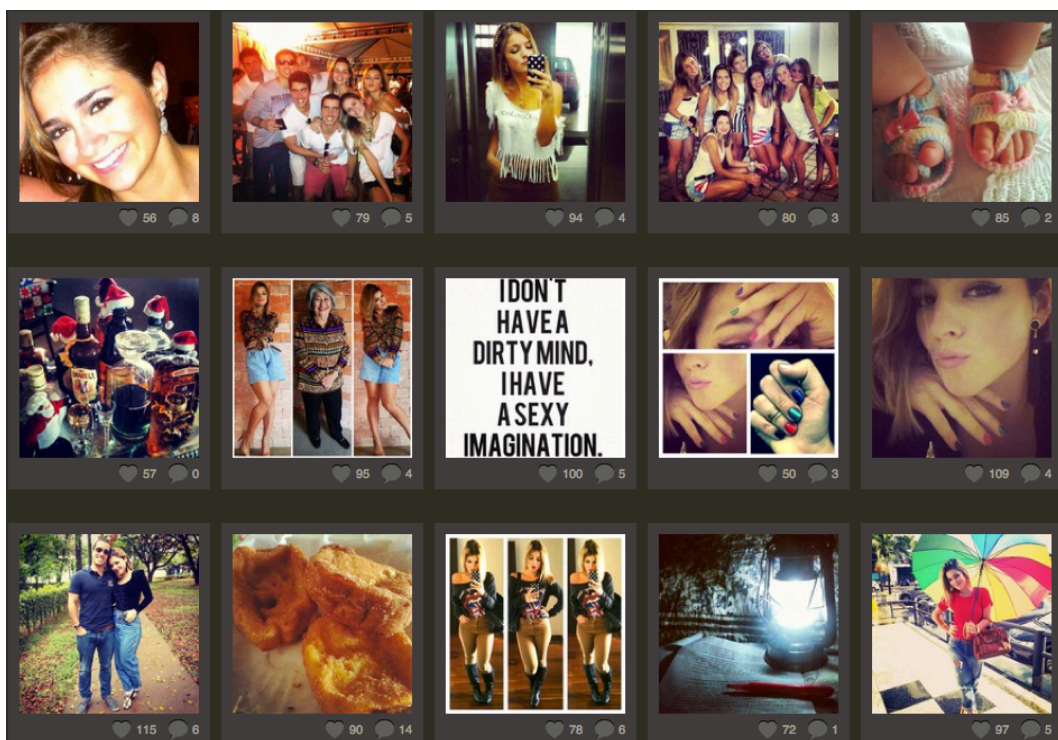 56 8
79 5
94 4
80 3
85 2
57 0
95 4
I DON'T
HAVE A
DIRTY MIND,
I HAVE
A SEXY
IMAGINATION.
100 5
50 3
109 4
115 6
90 14
78 6
72 1
97 5